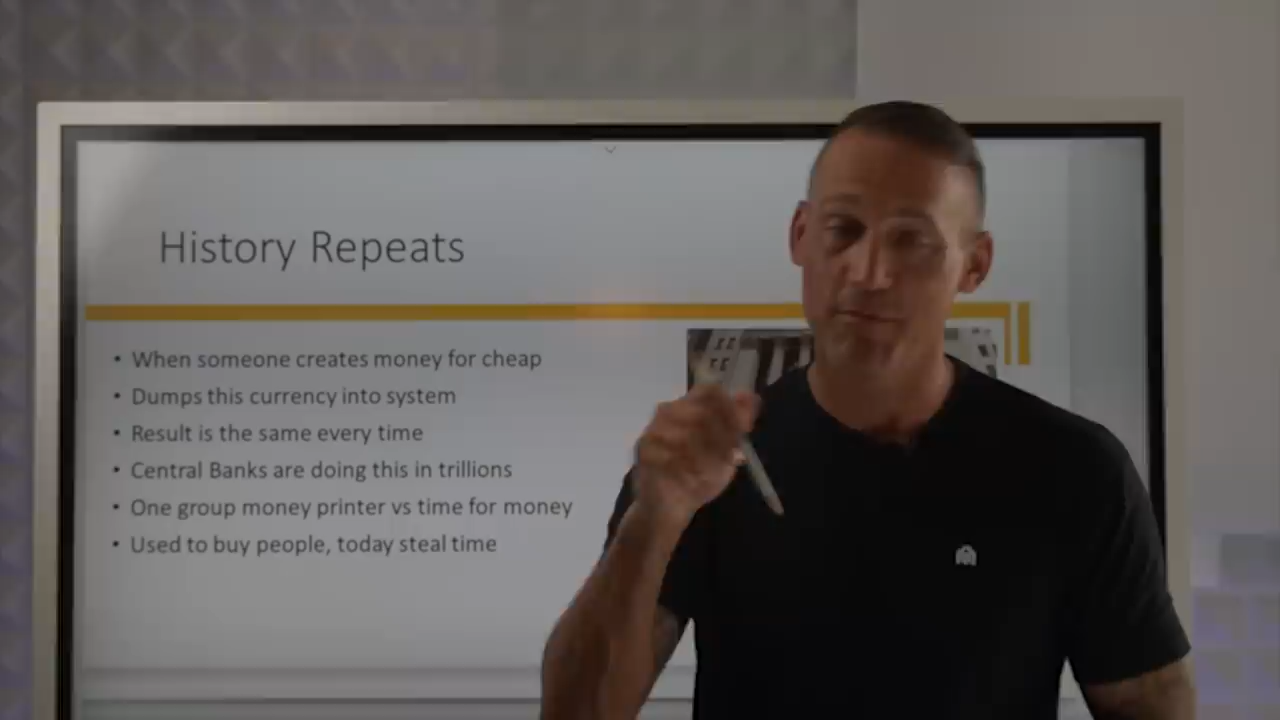 History Repeats
• When someone creates money for cheap
• Dumps this currency into system
• Result is the same every time
• Central Banks are doing this in trillions
• One group money printer vs time for money
• Used to buy people, today steal time